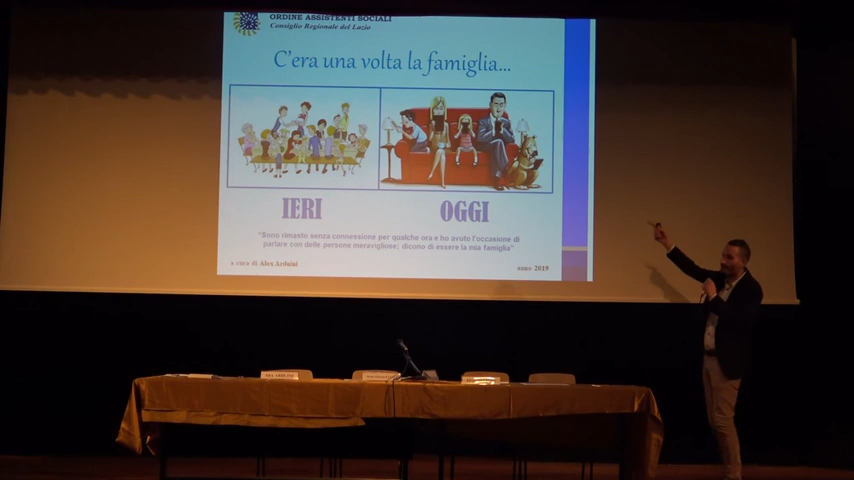 ORDINE ASSISTENTI SOCIALI
Consiglio Regionale del Lazio
C'era una volta la famiglia...
IERI
OGGI
"Sono rimasto senza connessione per qualche ora e ho avuto l'occasione di
parlare con delle persone meravigliose; dicono di essere la mia famiglia"
a cura di Alex Arduini
anno 2019